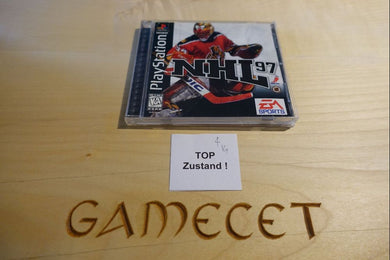 PlayStation
NHL 97
EA
SPORTS
TOP
Zustand !
GAMECET